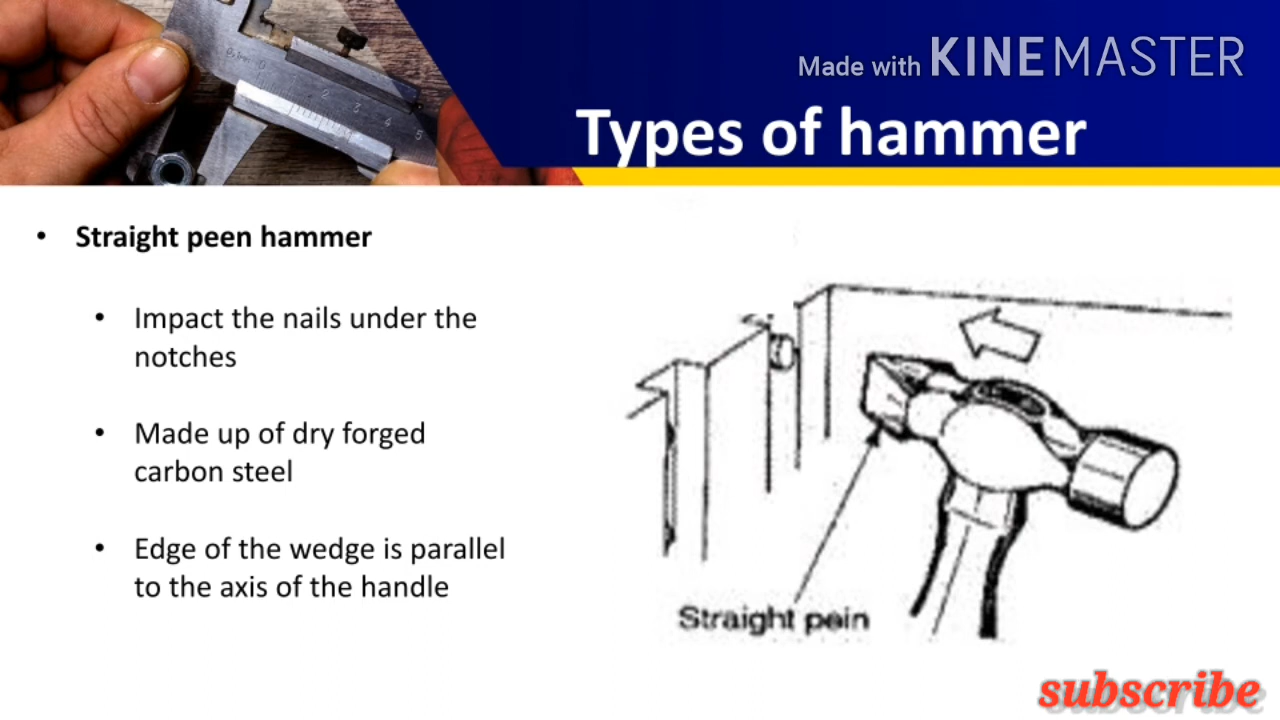 Made with KINEMASTER
Types of hammer
• Straight peen hammer
• Impact the nails under the
notches
• Made up of dry forged
carbon steel
• Edge of the wedge is parallel
to the axis of the handle
Straight pein
subscribe